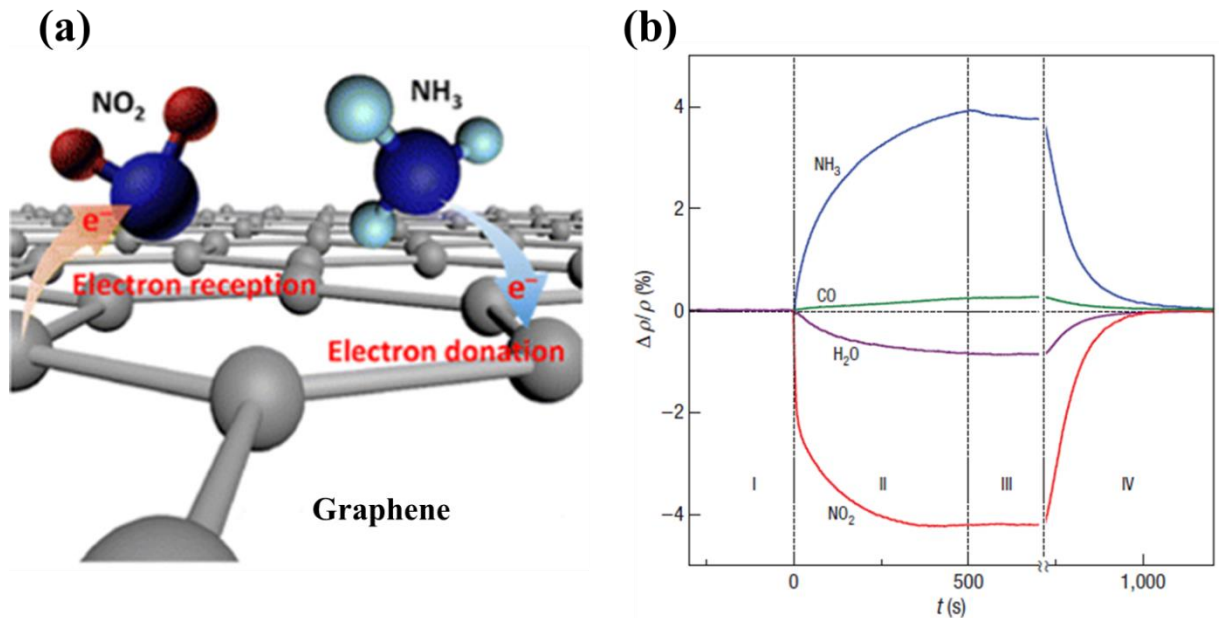 (a)
NO₂
NH₃
e⁻
Electron reception
e⁻
Electron donation
Graphene
(b)
Δ ρ/ρ (%)
4
2
0
−2
−4
NH₃
CO
H₂O
NO₂
I
II
III
IV
0
500
1,000
t (s)